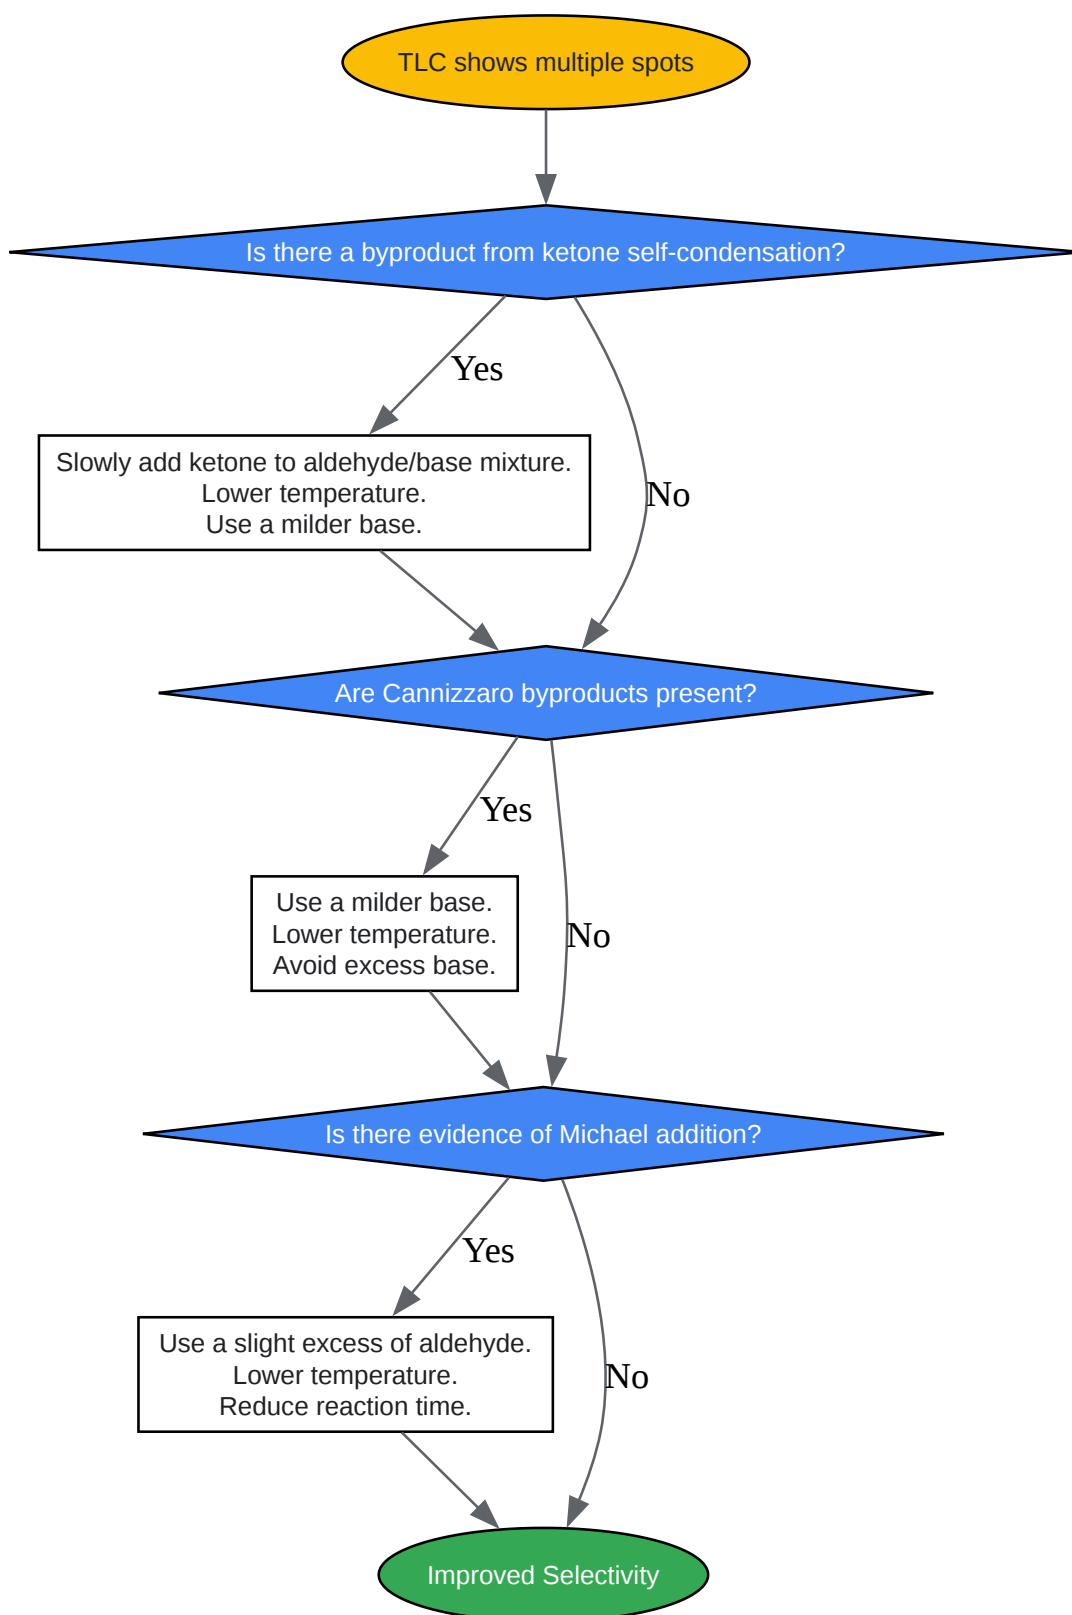 TLC shows multiple spots
Is there a byproduct from ketone self-condensation?
Yes
Slowly add ketone to aldehyde/base mixture.
Lower temperature.
Use a milder base.
No
Are Cannizzaro byproducts present?
Yes
Use a milder base.
Lower temperature.
Avoid excess base.
No
Is there evidence of Michael addition?
Yes
Use a slight excess of aldehyde.
Lower temperature.
Reduce reaction time.
No
Improved Selectivity